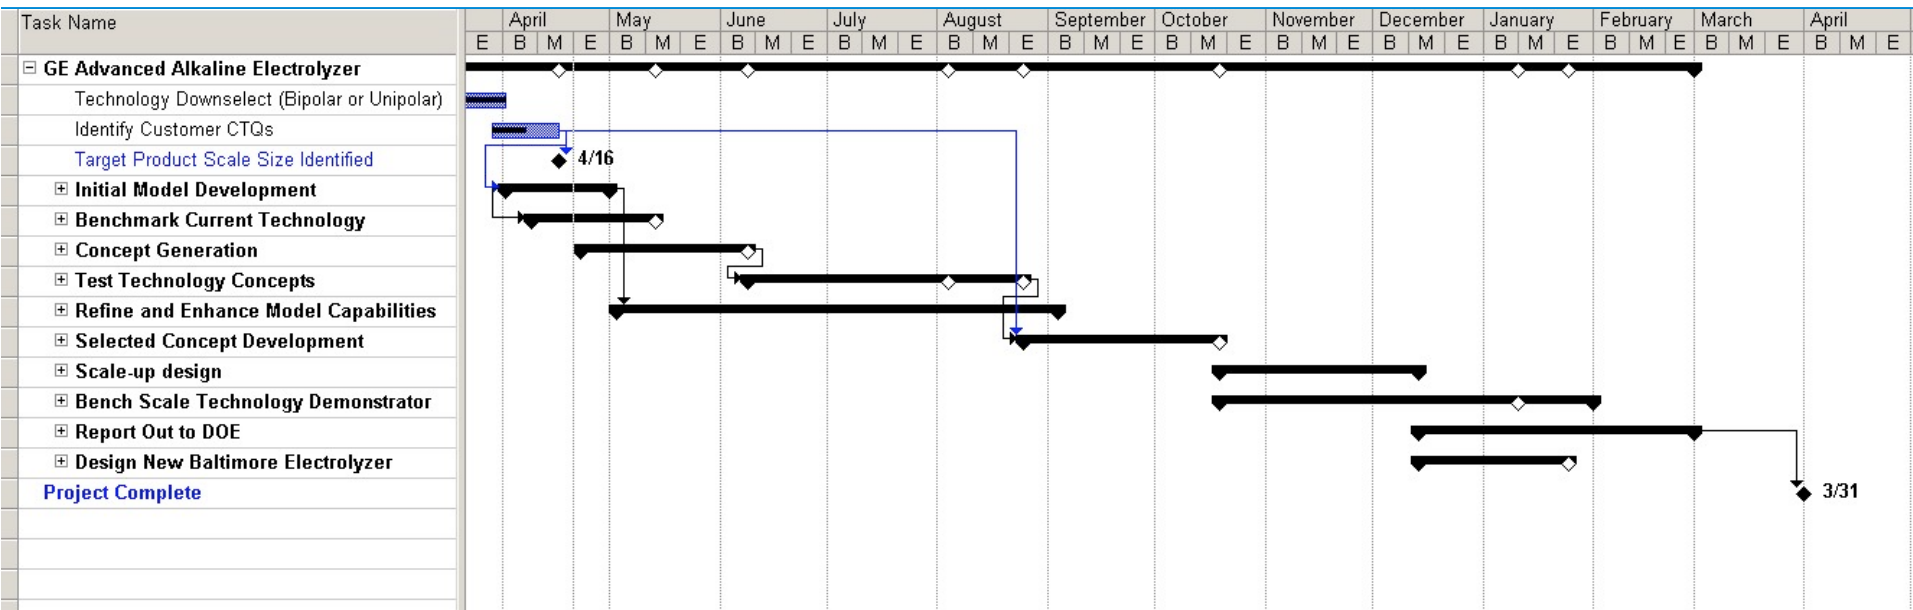 Task Name
April May June July August September October November December January February March April
E B M E B M E B M E B M E B M E B M E B M E B M E B M E B M E B M E B M E B M E
GE Advanced Alkaline Electrolyzer
Technology Downselect (Bipolar or Unipolar)
Identify Customer CTQs
Target Product Scale Size Identified 4/16
Initial Model Development
Benchmark Current Technology
Concept Generation
Test Technology Concepts
Refine and Enhance Model Capabilities
Selected Concept Development
Scale-up design
Bench Scale Technology Demonstrator
Report Out to DOE
Design New Baltimore Electrolyzer
Project Complete 3/31